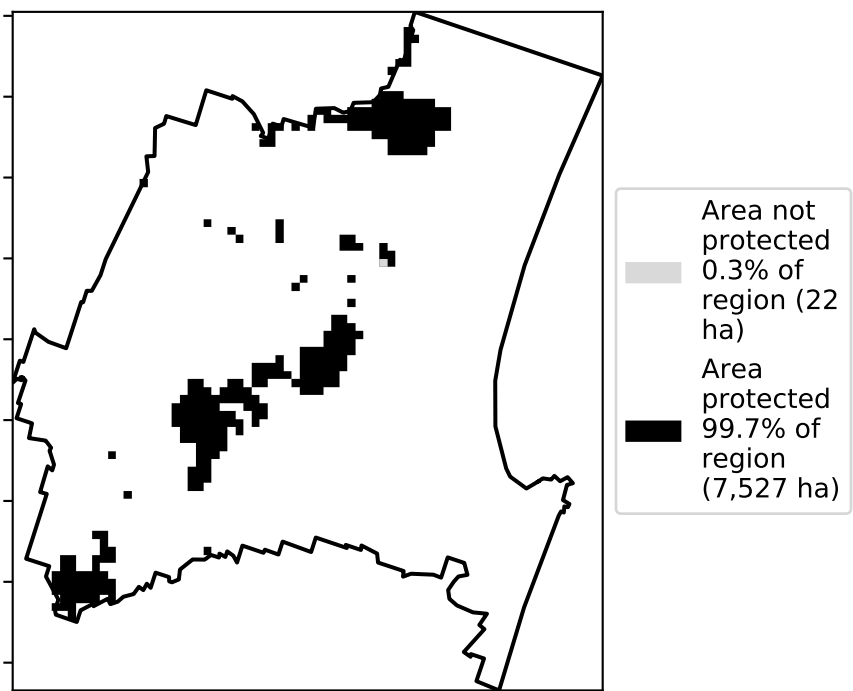 Area not
protected
0.3% of
region (22
ha)
Area
protected
99.7% of
region
(7,527 ha)